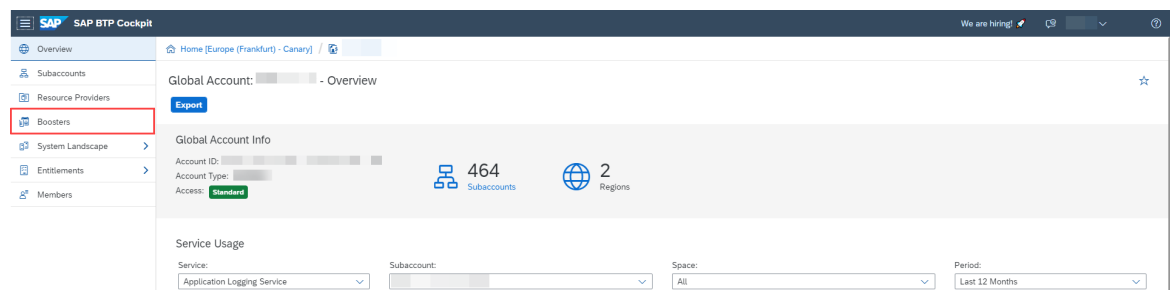 SAP SAP BTP Cockpit
We are hiring!
Overview
Subaccounts
Resource Providers
Boosters
System Landscape
Entitlements
Members
Home [Europe (Frankfurt) - Canary] /
Global Account: - Overview
Export
Global Account Info
Account ID:
Account Type:
Access: Standard
464
Subaccounts
2
Regions
Service Usage
Service:
Application Logging Service
Subaccount:
Space:
All
Period:
Last 12 Months